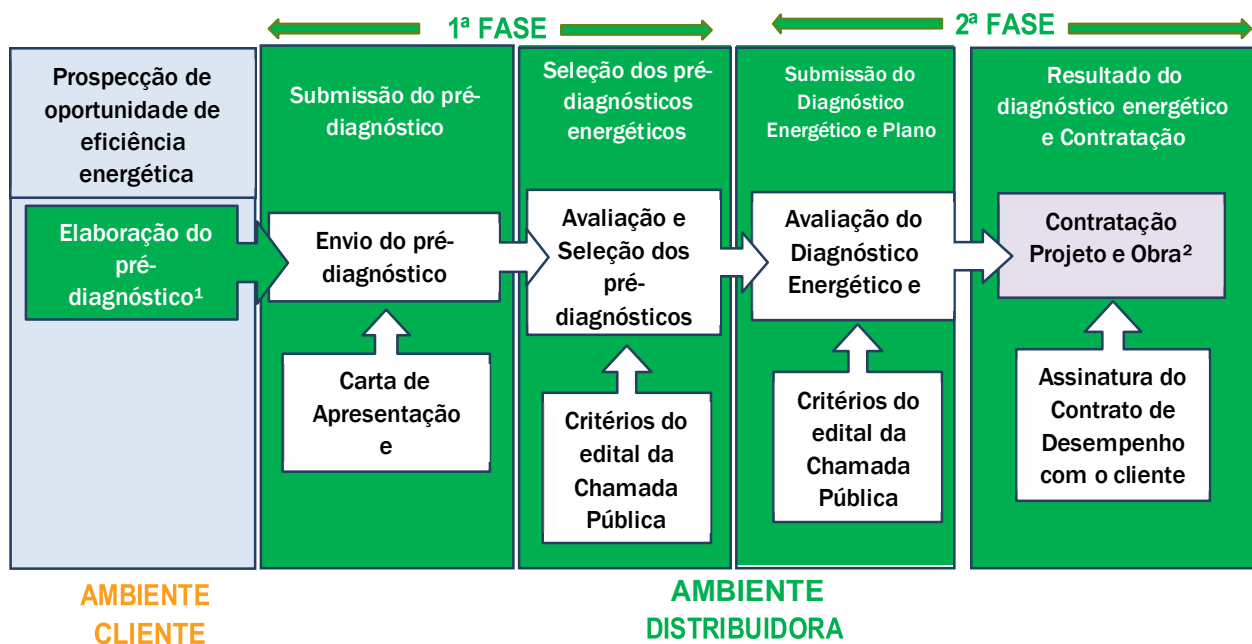 1ª FASE
2ª FASE
Prospecção de
oportunidade de
eficiência
energética
Elaboração do
pré-
diagnóstico¹
Submissão do pré-
diagnóstico
Envio do pré-
diagnóstico
Carta de
Apresentação
e
Seleção dos pré-
diagnósticos
energéticos
Avaliação e
Seleção dos
pré-
diagnósticos
Critérios do
edital da
Chamada
Pública
Submissão do
Diagnóstico
Energético e Plano
Avaliação do
Diagnóstico
Energético e
Critérios do
edital da
Chamada
Pública
Resultado do
diagnóstico energético
e Contratação
Contratação
Projeto e Obra²
Assinatura do
Contrato de
Desempenho
com o cliente
AMBIENTE
CLIENTE
AMBIENTE
DISTRIBUIDORA